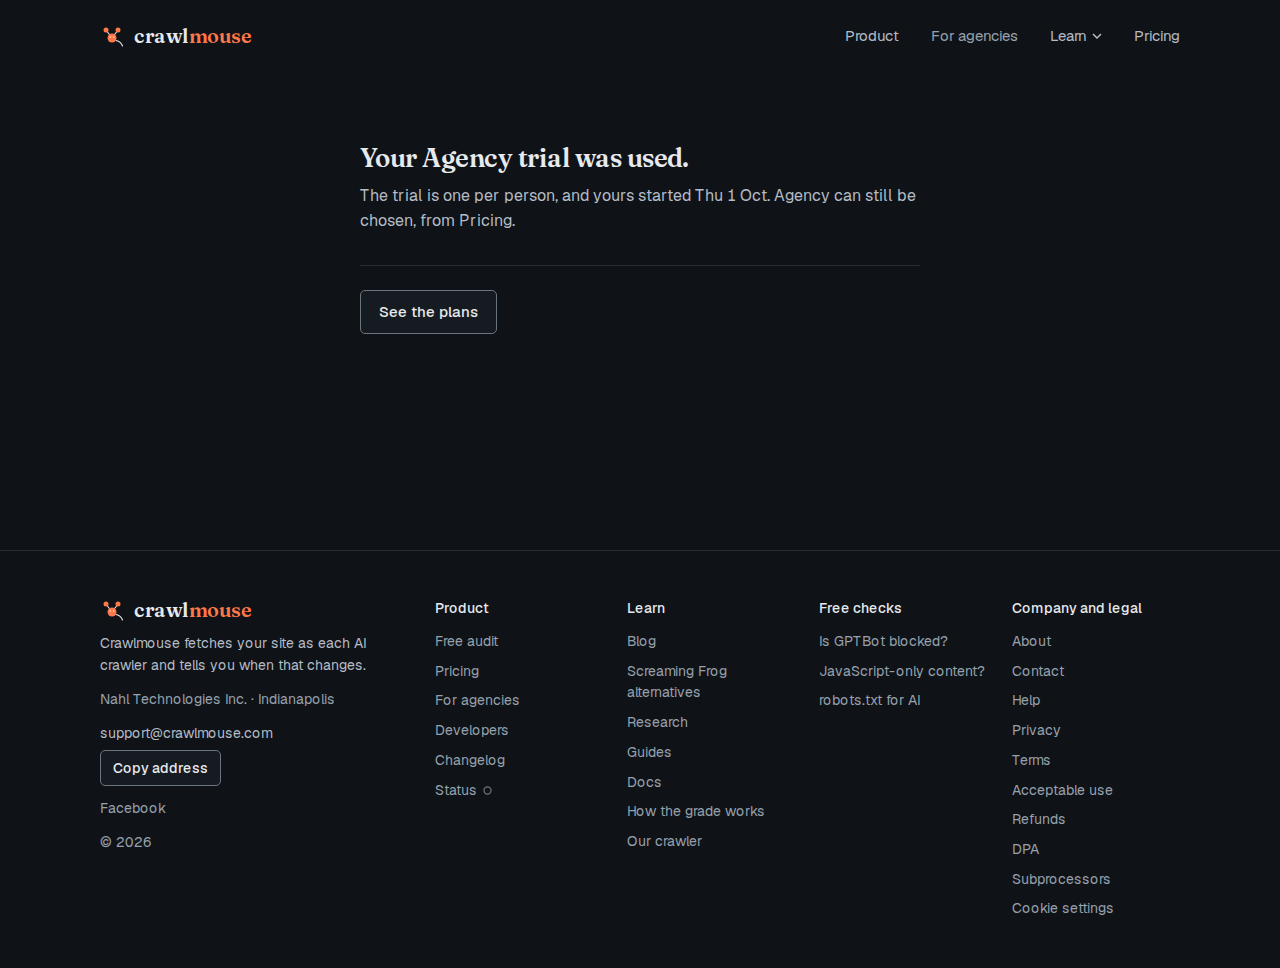 crawlmouse
Product
For agencies
Learn
Pricing
Your Agency trial was used.
The trial is one per person, and yours started Thu 1 Oct. Agency can still be
chosen, from Pricing.
See the plans
crawlmouse
Crawlmouse fetches your site as each AI
crawler and tells you when that changes.
Nahl Technologies Inc. · Indianapolis
support@crawlmouse.com
Copy address
Facebook
© 2026
Product
Free audit
Pricing
For agencies
Developers
Changelog
Status
Learn
Blog
Screaming Frog
alternatives
Research
Guides
Docs
How the grade works
Our crawler
Free checks
Is GPTBot blocked?
JavaScript-only content?
robots.txt for AI
Company and legal
About
Contact
Help
Privacy
Terms
Acceptable use
Refunds
DPA
Subprocessors
Cookie settings